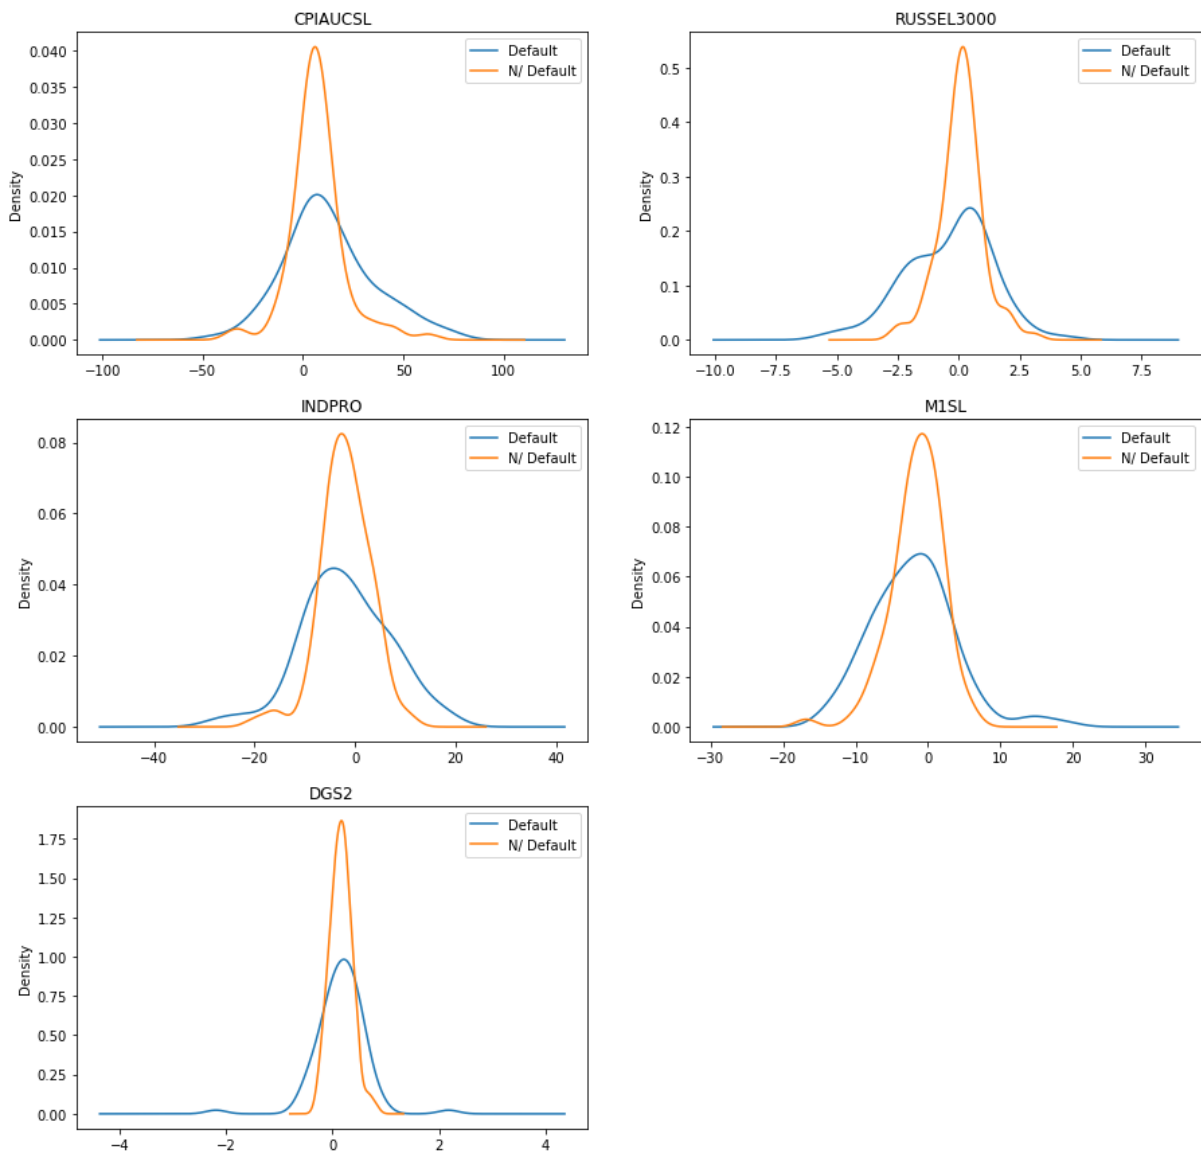 CPIAUCSL
Default
N/ Default
Density
0.040
0.035
0.030
0.025
0.020
0.015
0.010
0.005
0.000
−100 −50 0 50 100
RUSSEL3000
Default
N/ Default
Density
0.5
0.4
0.3
0.2
0.1
0.0
−10.0 −7.5 −5.0 −2.5 0.0 2.5 5.0 7.5
INDPRO
Default
N/ Default
Density
0.08
0.06
0.04
0.02
0.00
−40 −20 0 20 40
M1SL
Default
N/ Default
Density
0.12
0.10
0.08
0.06
0.04
0.02
0.00
−30 −20 −10 0 10 20 30
DGS2
Default
N/ Default
Density
1.75
1.50
1.25
1.00
0.75
0.50
0.25
0.00
−4 −2 0 2 4